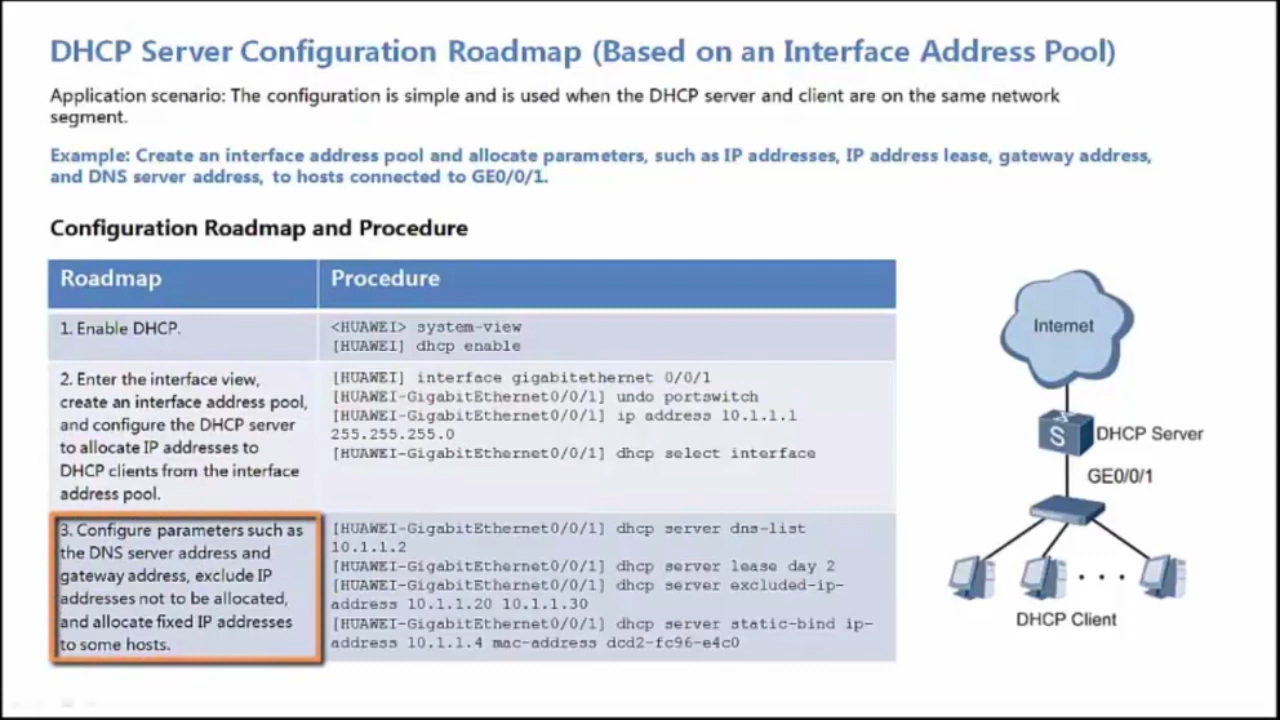 DHCP Server Configuration Roadmap (Based on an Interface Address Pool)
Application scenario: The configuration is simple and is used when the DHCP server and client are on the same network
segment.
Example: Create an interface address pool and allocate parameters, such as IP addresses, IP address lease, gateway address,
and DNS server address, to hosts connected to GE0/0/1.
Configuration Roadmap and Procedure
Roadmap
Procedure
1. Enable DHCP.
<HUAWEI> system-view
[HUAWEI] dhcp enable
2. Enter the interface view,
create an interface address pool,
and configure the DHCP server
to allocate IP addresses to
DHCP clients from the interface
address pool.
[HUAWEI] interface gigabitethernet 0/0/1
[HUAWEI-GigabitEthernet0/0/1] undo portswitch
[HUAWEI-GigabitEthernet0/0/1] ip address 10.1.1.1
255.255.255.0
[HUAWEI-GigabitEthernet0/0/1] dhcp select interface
3. Configure parameters such as
the DNS server address and
gateway address, exclude IP
addresses not to be allocated,
and allocate fixed IP addresses
to some hosts.
[HUAWEI-GigabitEthernet0/0/1] dhcp server dns-list
10.1.1.2
[HUAWEI-GigabitEthernet0/0/1] dhcp server lease day 2
[HUAWEI-GigabitEthernet0/0/1] dhcp server excluded-ip-
address 10.1.1.20 10.1.1.30
[HUAWEI-GigabitEthernet0/0/1] dhcp server static-bind ip-
address 10.1.1.4 mac-address dcd2-fc96-e4c0
Internet
S
DHCP Server
GE0/0/1
DHCP Client